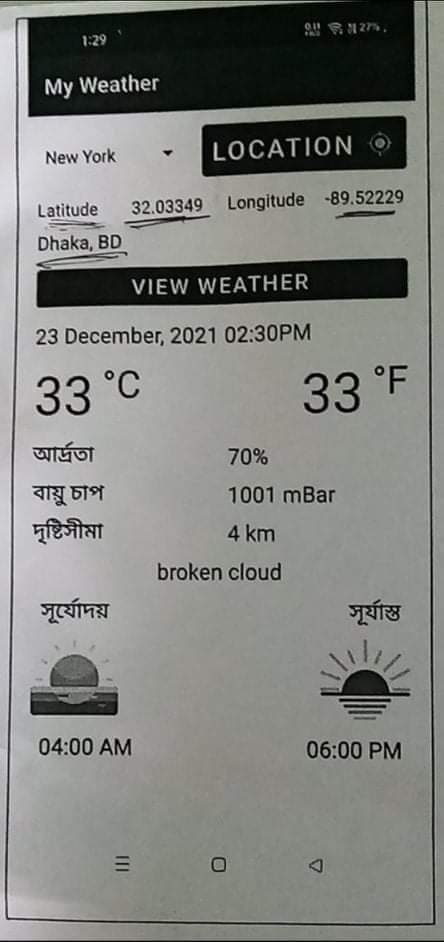 1:29 27%
My Weather
New York LOCATION
Latitude 32.03349 Longitude -89.52229
Dhaka, BD
VIEW WEATHER
23 December, 2021 02:30PM
33 °C 33 °F
আর্দ্রতা 70%
বায়ু চাপ 1001 mBar
দৃষ্টিসীমা 4 km
broken cloud
সূর্যোদয় সূর্যাস্ত
04:00 AM 06:00 PM